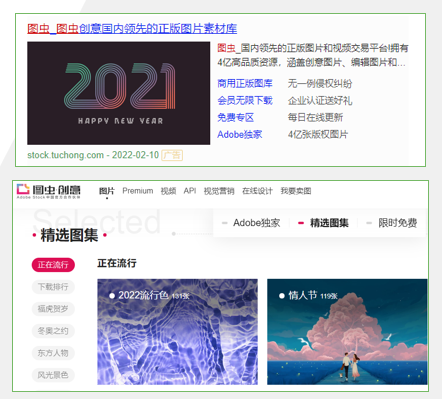 图虫_图虫创意国内领先的正版图片素材库
2021
HAPPY NEW YEAR
图虫_国内领先的正版图片和视频交易平台!拥有
4亿高品质资源，涵盖创意图片、编辑图片和...
商用正版图库 无一例侵权纠纷
会员无限下载 企业认证送好礼
免费专区 每日在线更新
Adobe独家 4亿张版权图片
stock.tuchong.com - 2022-02-10 广告
图虫创意
图片 Premium 视频 API 视觉营销 在线设计 我要卖图
Selected
Adobe独家 精选图集 限时免费
精选图集
正在流行
下载排行
福虎贺岁
冬奥之约
东方人物
风光景色
正在流行
2022流行色 131张
情人节 119张